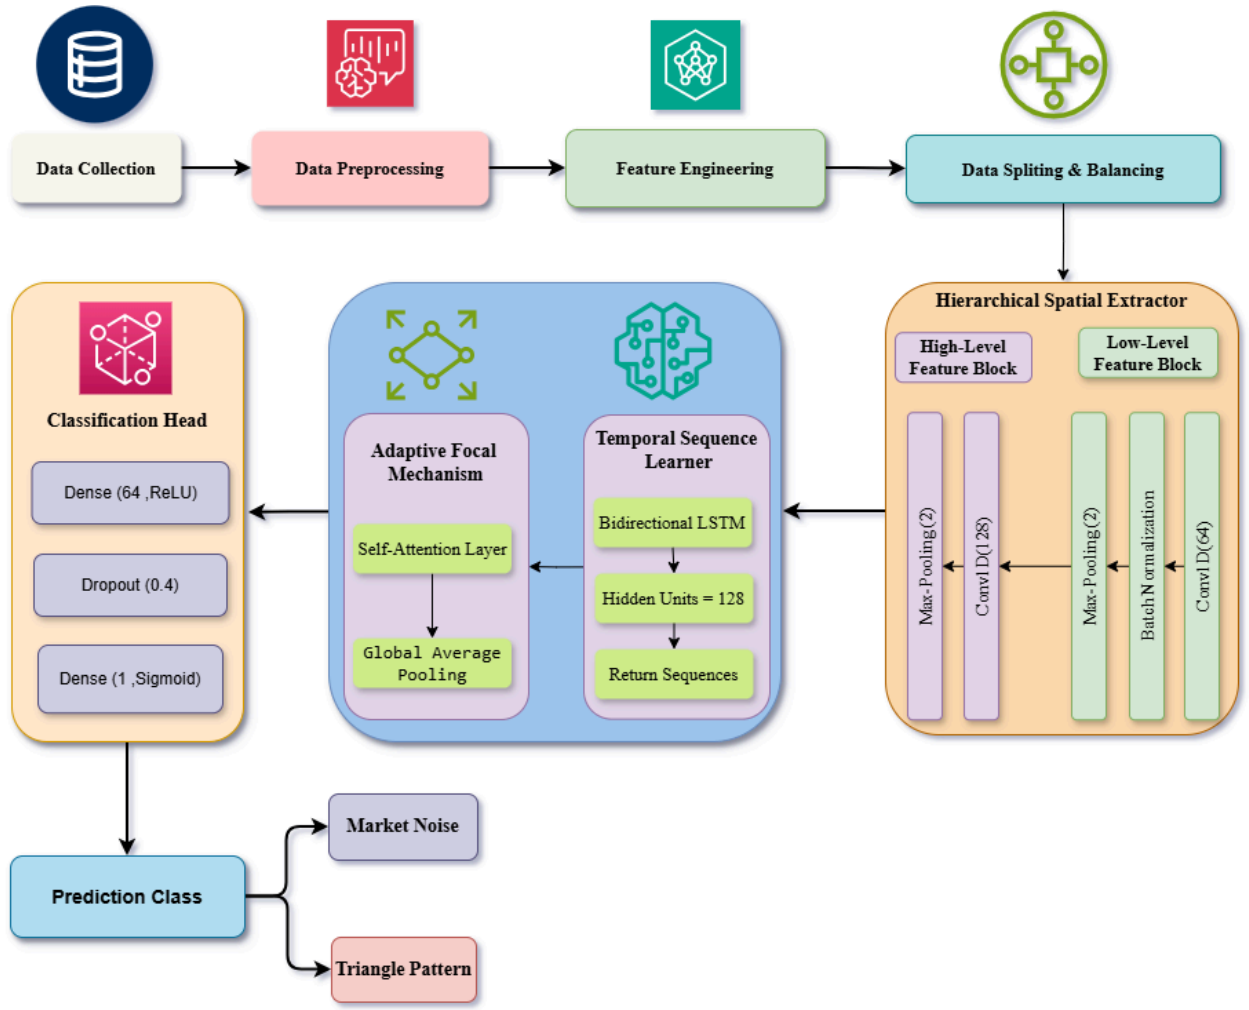 Data Collection
Data Preprocessing
Feature Engineering
Data Spliting & Balancing
Hierarchical Spatial Extractor
High-Level
Feature Block
Low-Level
Feature Block
Max-Pooling(2)
Conv1D(128)
Max-Pooling(2)
Batch Normalization
Conv1D(64)
Temporal Sequence
Learner
Bidirectional LSTM
Hidden Units = 128
Return Sequences
Adaptive Focal
Mechanism
Self-Attention Layer
Global Average
Pooling
Classification Head
Dense (64 ,ReLU)
Dropout (0.4)
Dense (1 ,Sigmoid)
Prediction Class
Market Noise
Triangle Pattern